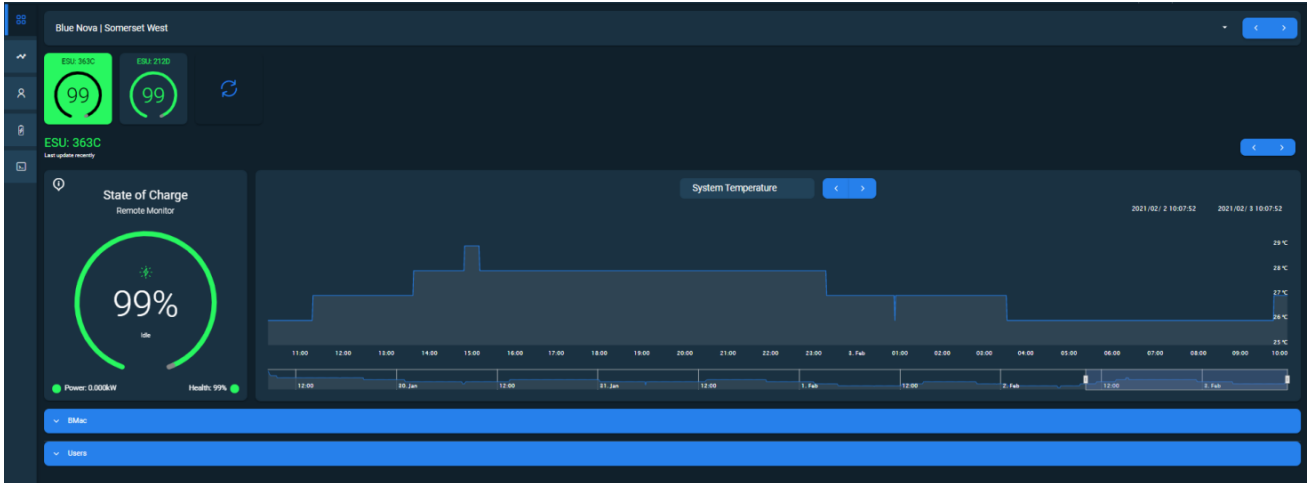 Blue Nova | Somerset West
ESU: 363C
99
ESU: 212D
99
ESU: 363C
Last update recently
State of Charge
Remote Monitor
99%
Idle
Power: 0.000kW
Health: 99%
System Temperature
2021/02/ 2 10:07:52 2021/02/ 3 10:07:52
29 °C
28 °C
27 °C
26 °C
25 °C
11:00 12:00 13:00 14:00 15:00 16:00 17:00 18:00 19:00 20:00 21:00 22:00 23:00 3. Feb 01:00 02:00 03:00 04:00 05:00 06:00 07:00 08:00 09:00 10:00
12:00 30. Jan 12:00 31. Jan 12:00 1. Feb 12:00 2. Feb 12:00 3. Feb
BMac
Users